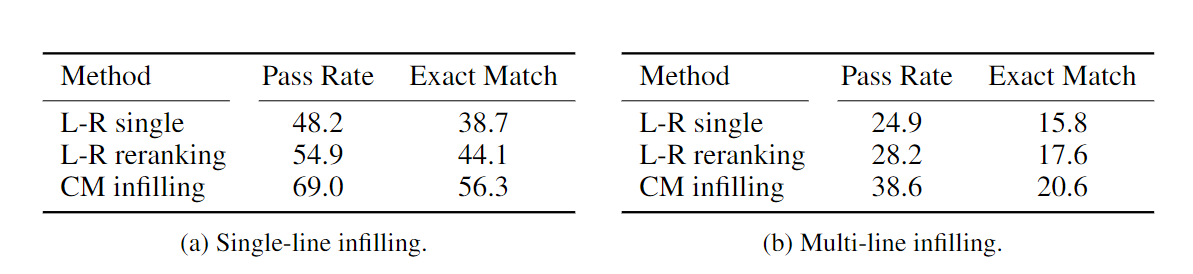 Method Pass Rate Exact Match
L-R single 48.2 38.7
L-R reranking 54.9 44.1
CM infilling 69.0 56.3
(a) Single-line infilling.
Method Pass Rate Exact Match
L-R single 24.9 15.8
L-R reranking 28.2 17.6
CM infilling 38.6 20.6
(b) Multi-line infilling.